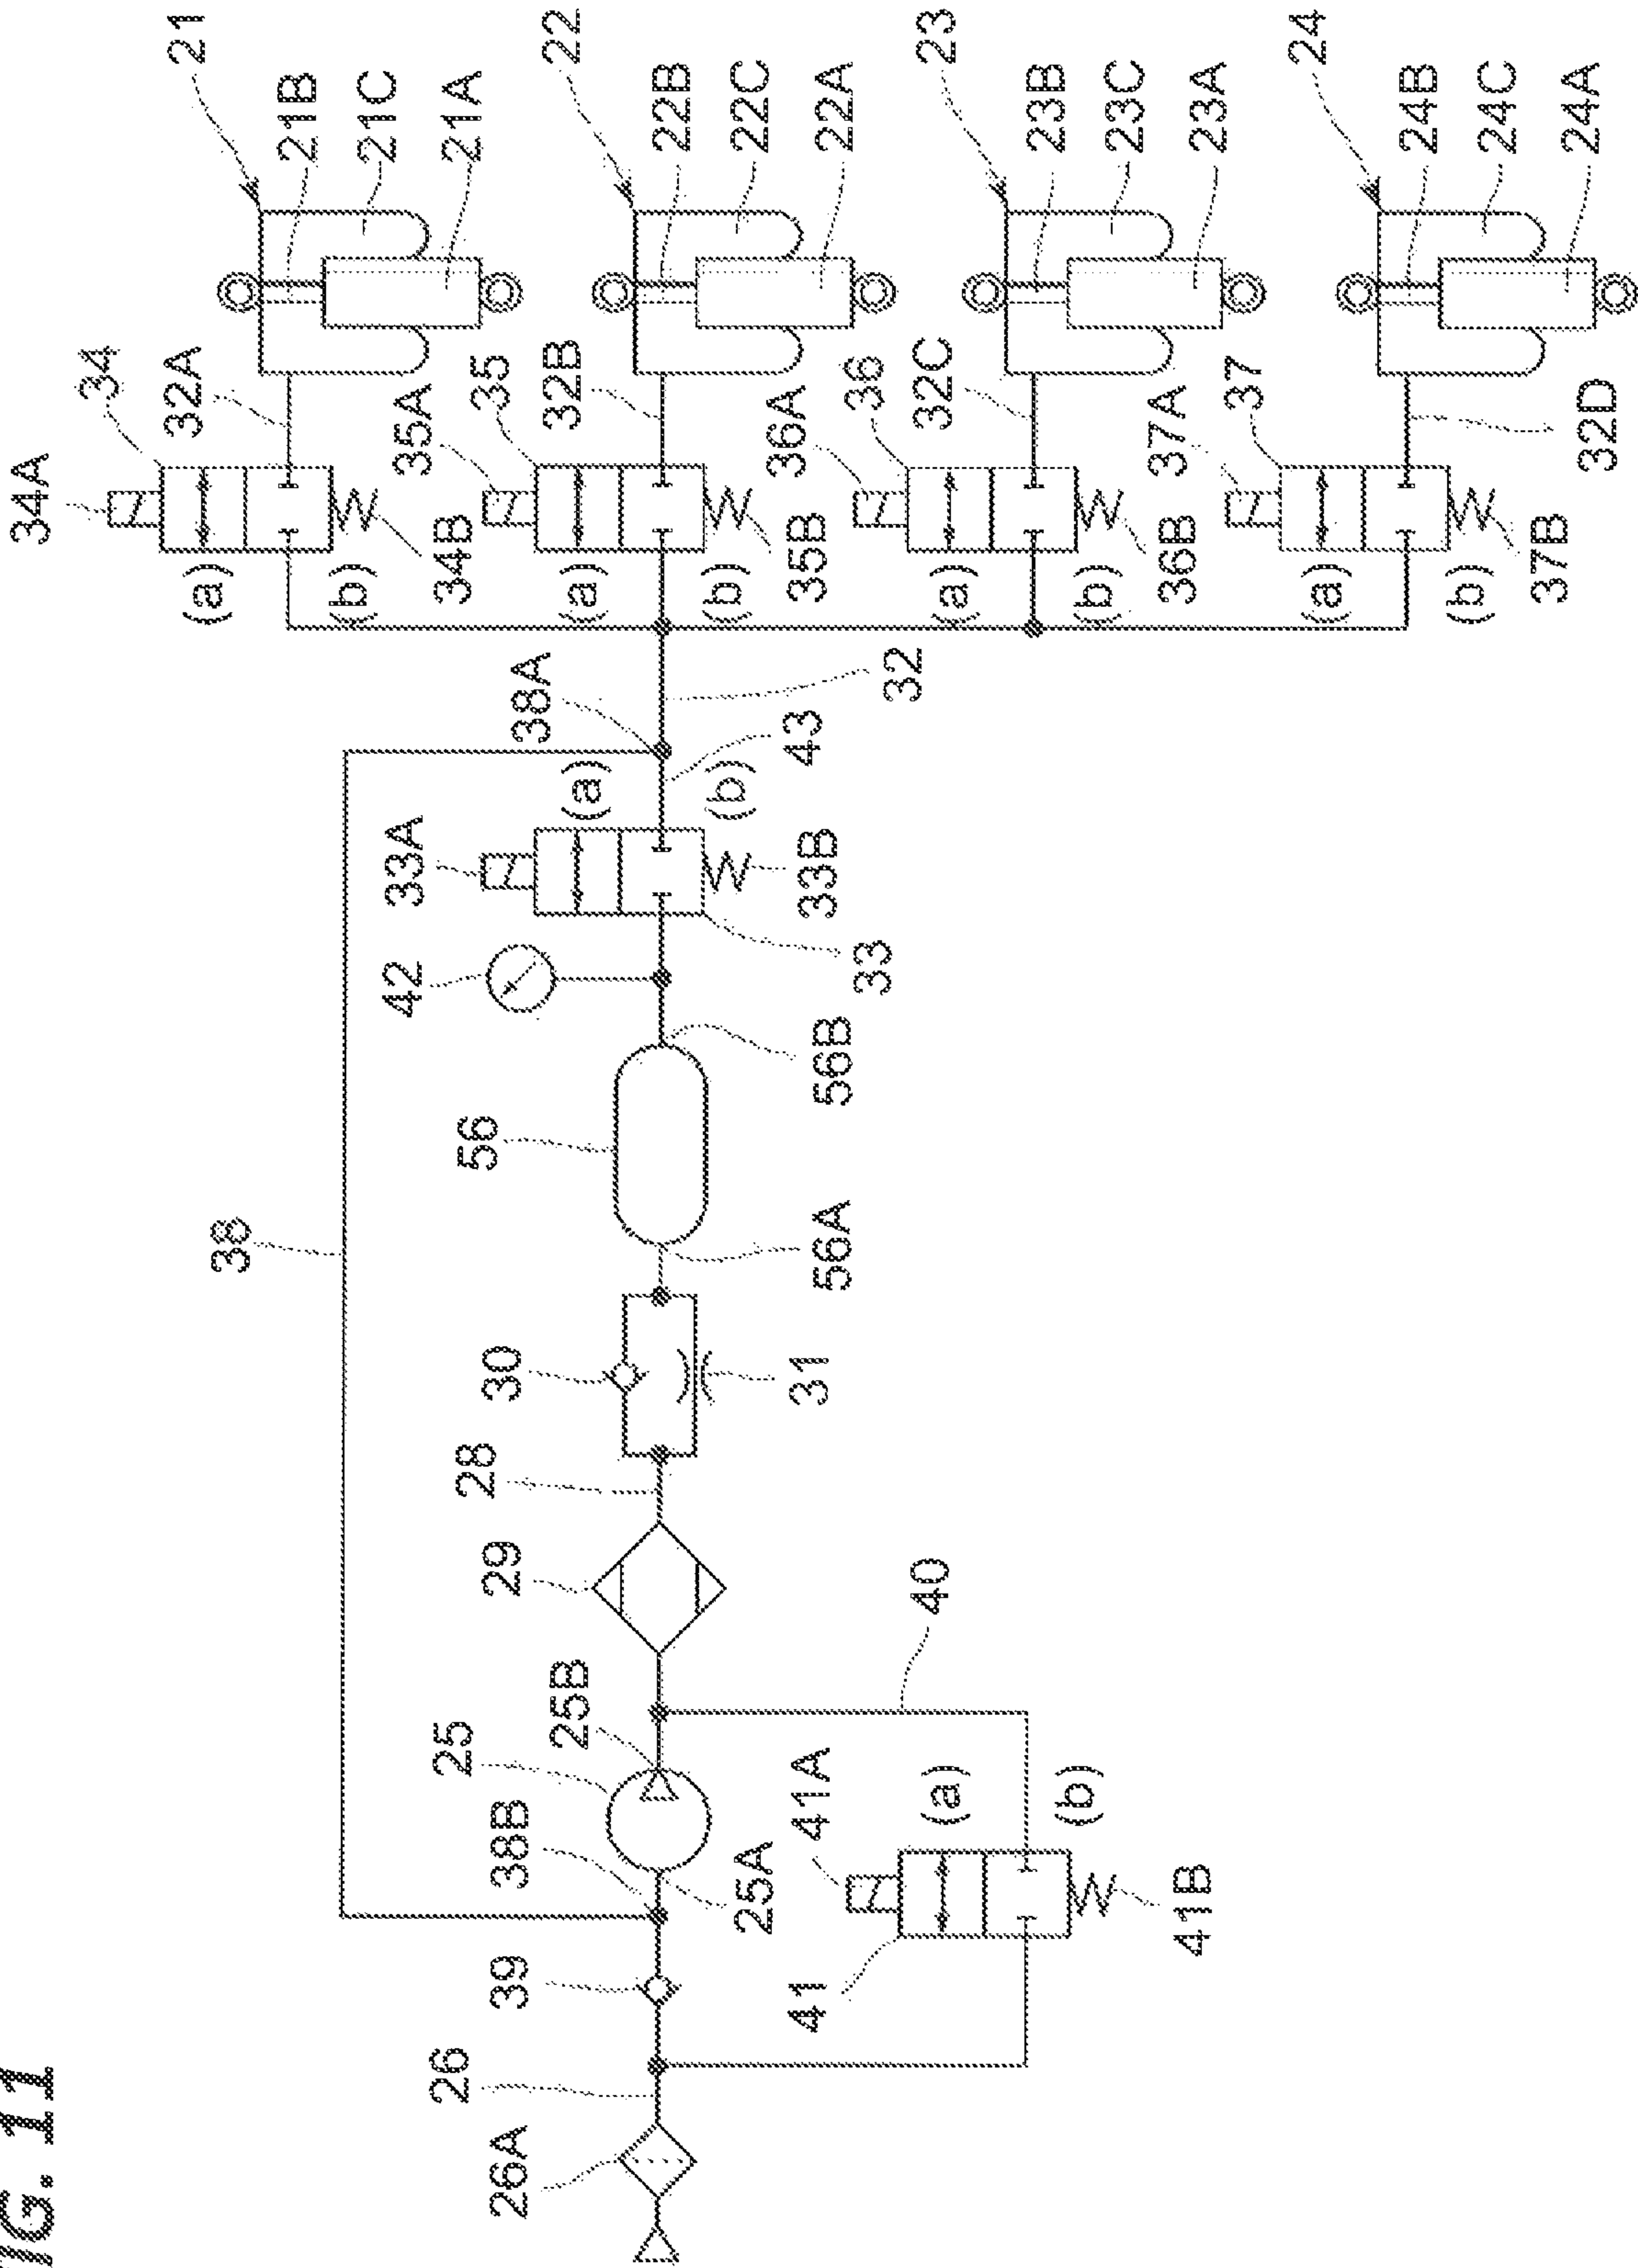 FIG. 11
21
21B
21C
21A
22
22B
22C
22A
23
23B
23C
23A
24
24B
24C
24A
34A
34
32A
(a)
(b)
34B
35A
35
32B
(a)
(b)
35B
36A
36
32C
(a)
(b)
36B
37A
37
32D
(a)
(b)
37B
38
38A
32
43
(a)
(b)
33A
33B
33
42
56B
56
56A
30
31
28
29
40
25B
25
38B
25A
41A
(a)
(b)
41B
41
39
26
26A